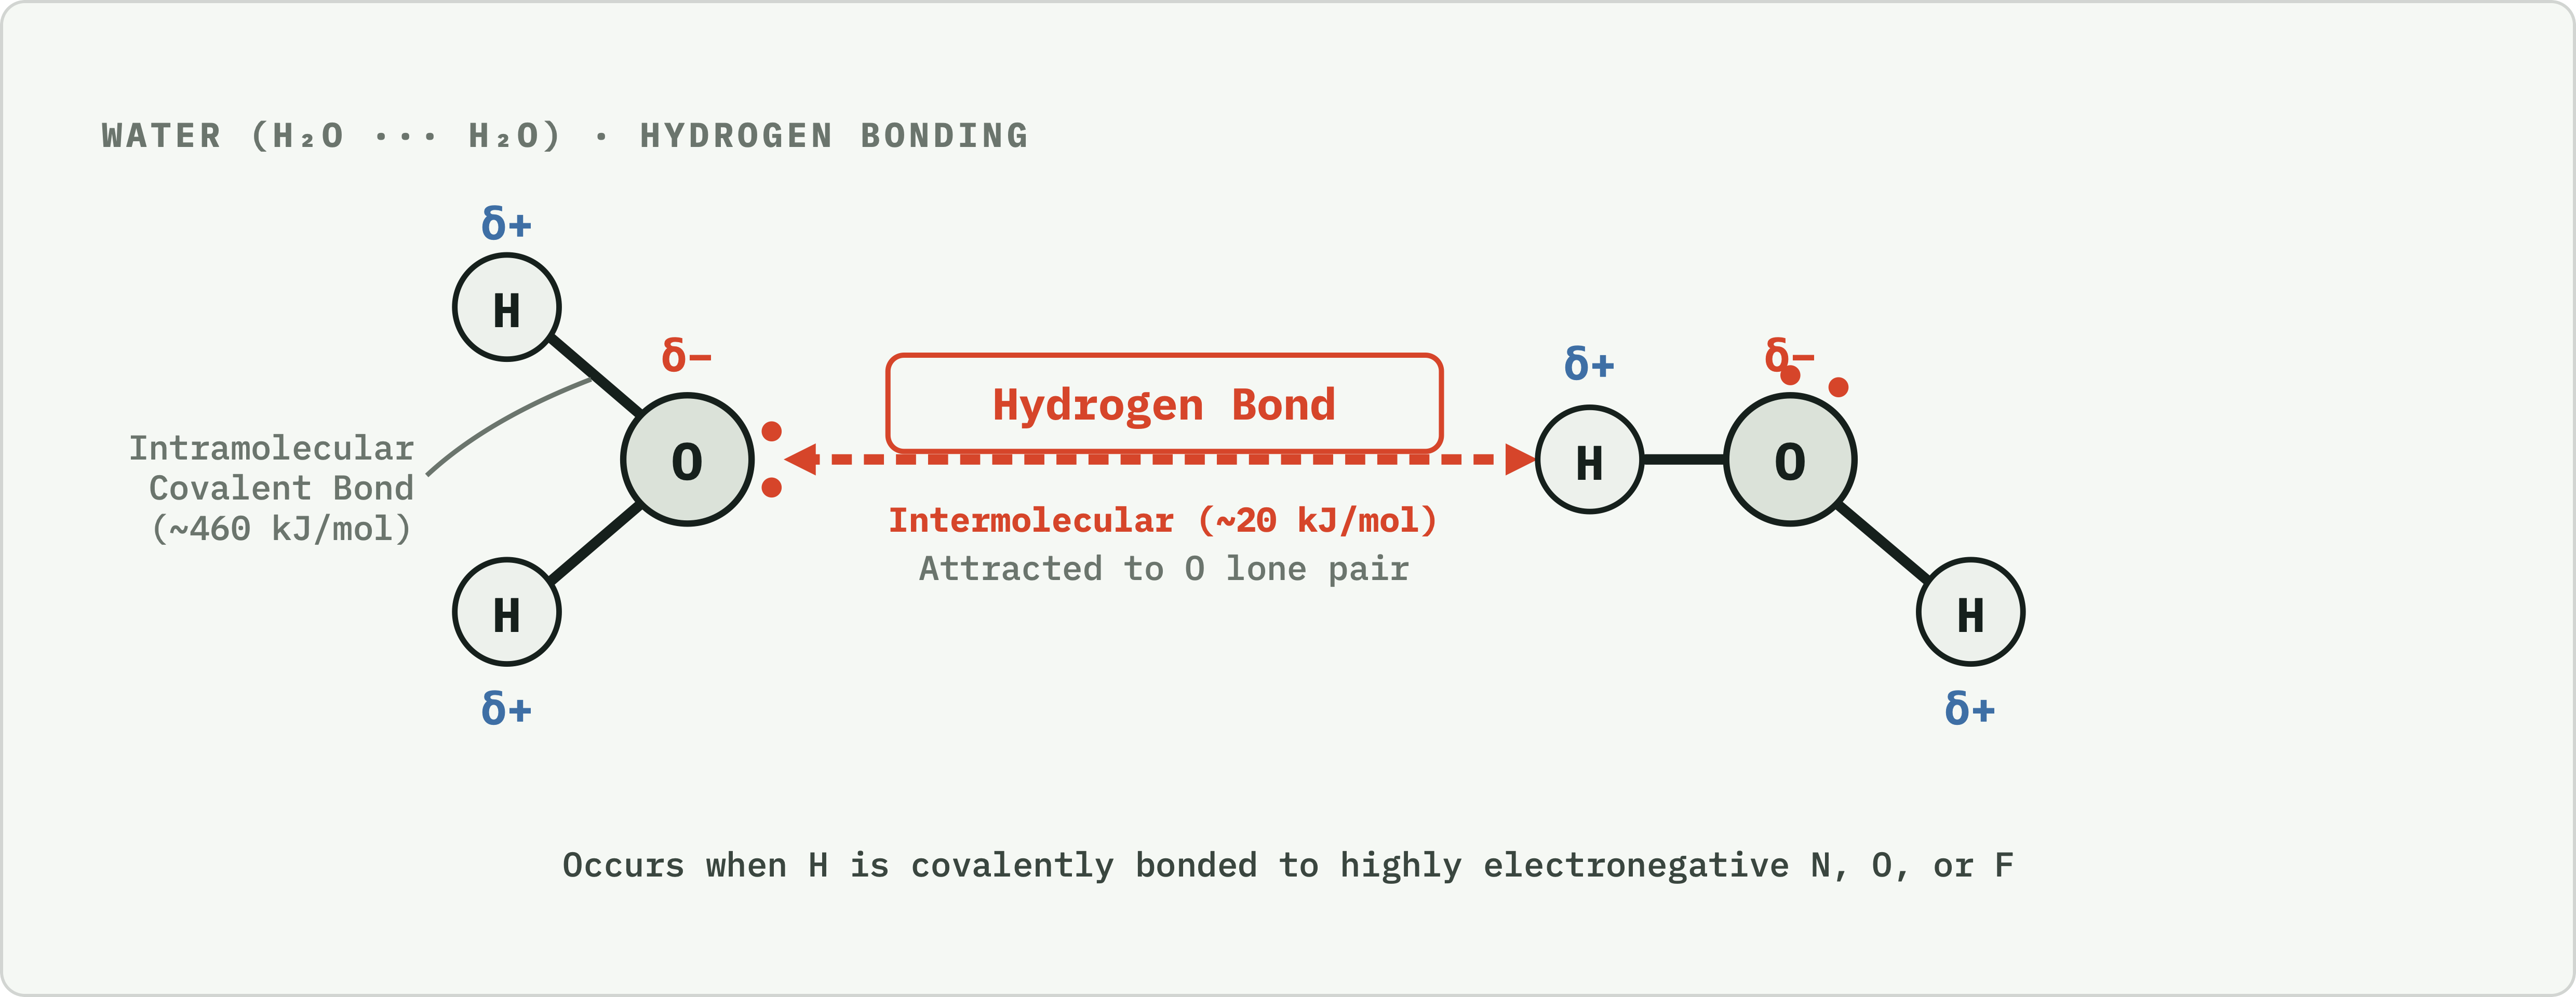 WATER (H₂O ··· H₂O) · HYDROGEN BONDING
δ+
H
δ−
O
Intramolecular
Covalent Bond
(~460 kJ/mol)
H
δ+
Hydrogen Bond
Intermolecular (~20 kJ/mol)
Attracted to O lone pair
δ+
H
δ−
O
H
δ+
Occurs when H is covalently bonded to highly electronegative N, O, or F